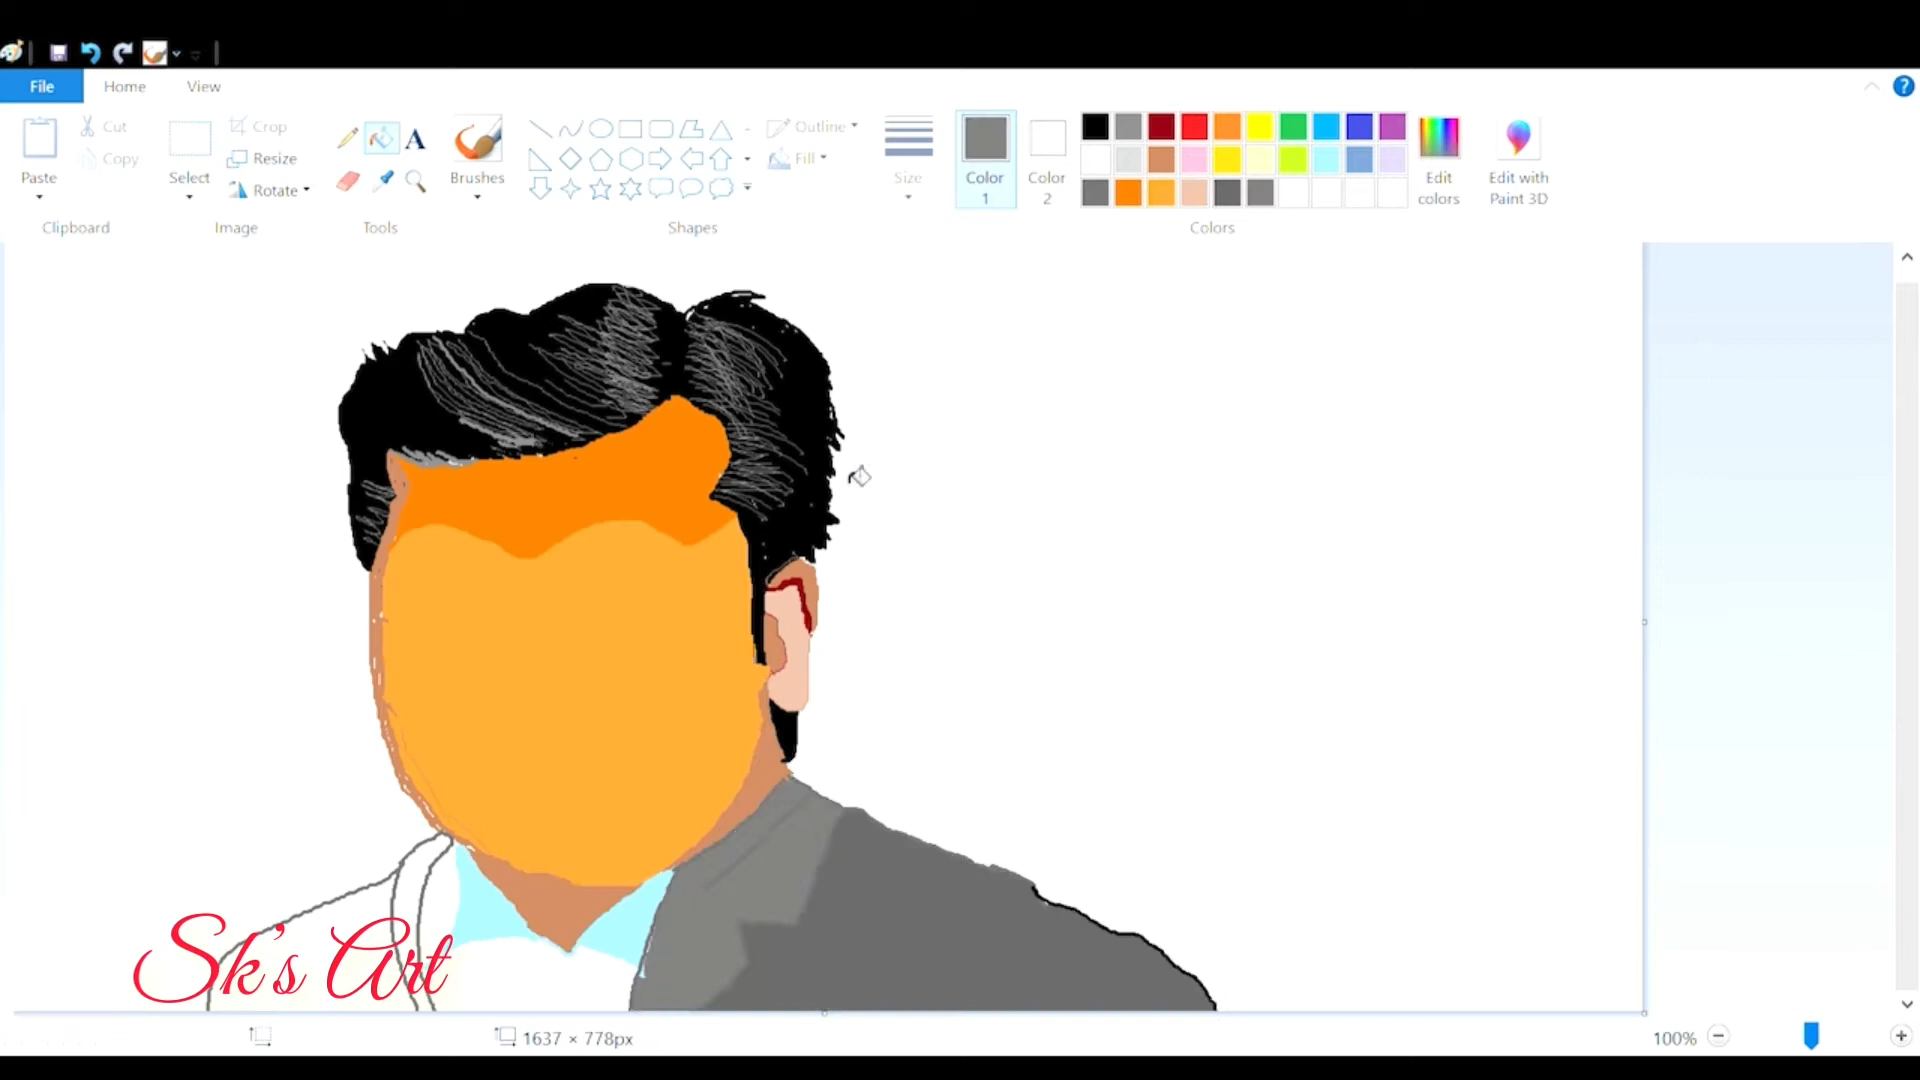 File Home View
Cut Crop Outline
Copy Resize Fill
Paste Select Rotate Brushes Size Color 1 Color 2 Edit colors Edit with Paint 3D
Clipboard Image Tools Shapes Colors
Sk's Art
1637 × 778px 100%